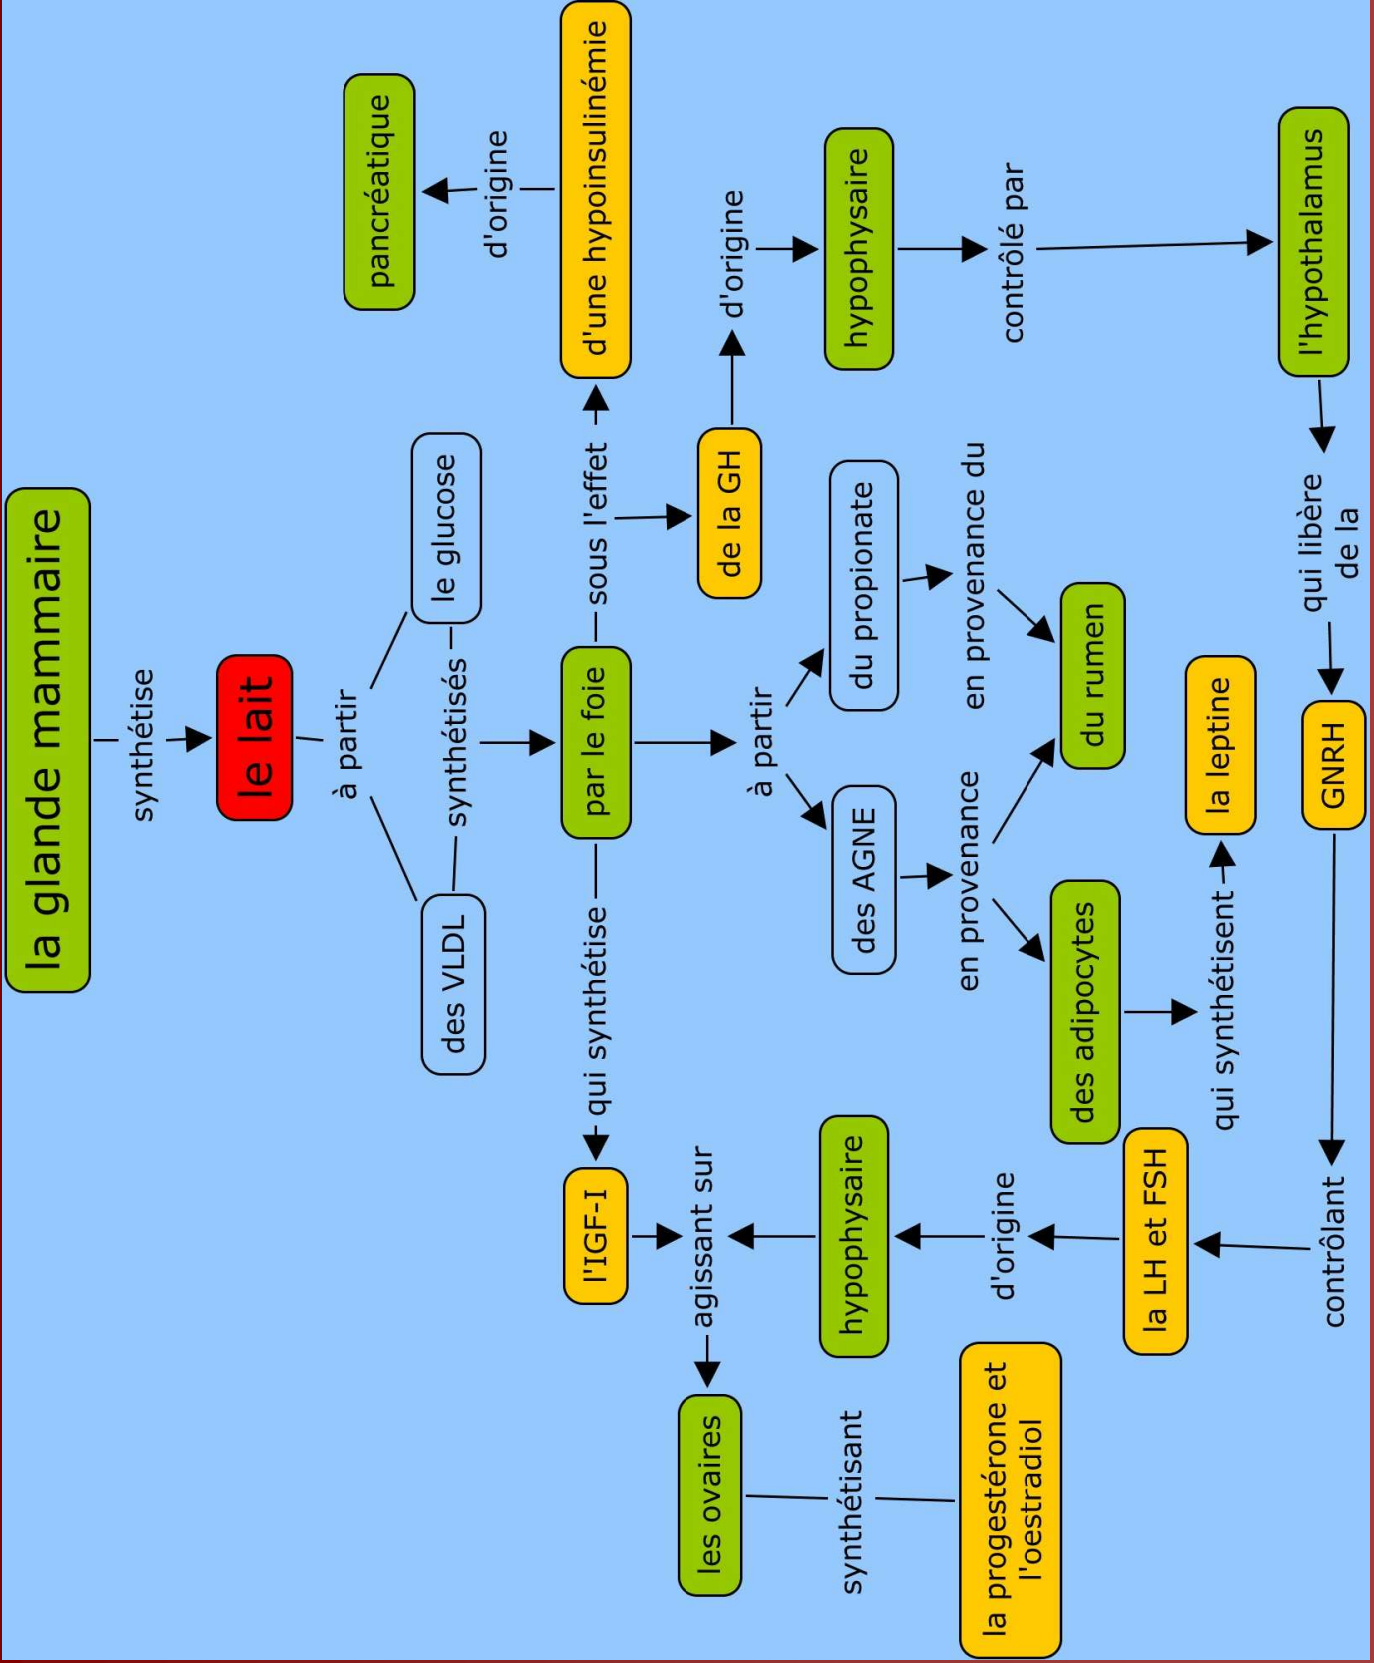 la glande mammaire
synthétise
le lait
à partir
des VLDL
synthétisés
le glucose
pancréatique
d'origine
l'IGF-I
qui synthétise
par le foie
sous l'effet
d'une hypoinsulinémie
les ovaires
agissant sur
à partir
de la GH
d'origine
synthétisant
hypophysaire
des AGNE
du propionate
hypophysaire
la progestérone et
l'oestradiol
d'origine
en provenance
en provenance du
contrôlé par
la LH et FSH
des adipocytes
du rumen
qui synthétisent
la leptine
contrôlant
GNRH
qui libère
de la
l'hypothalamus